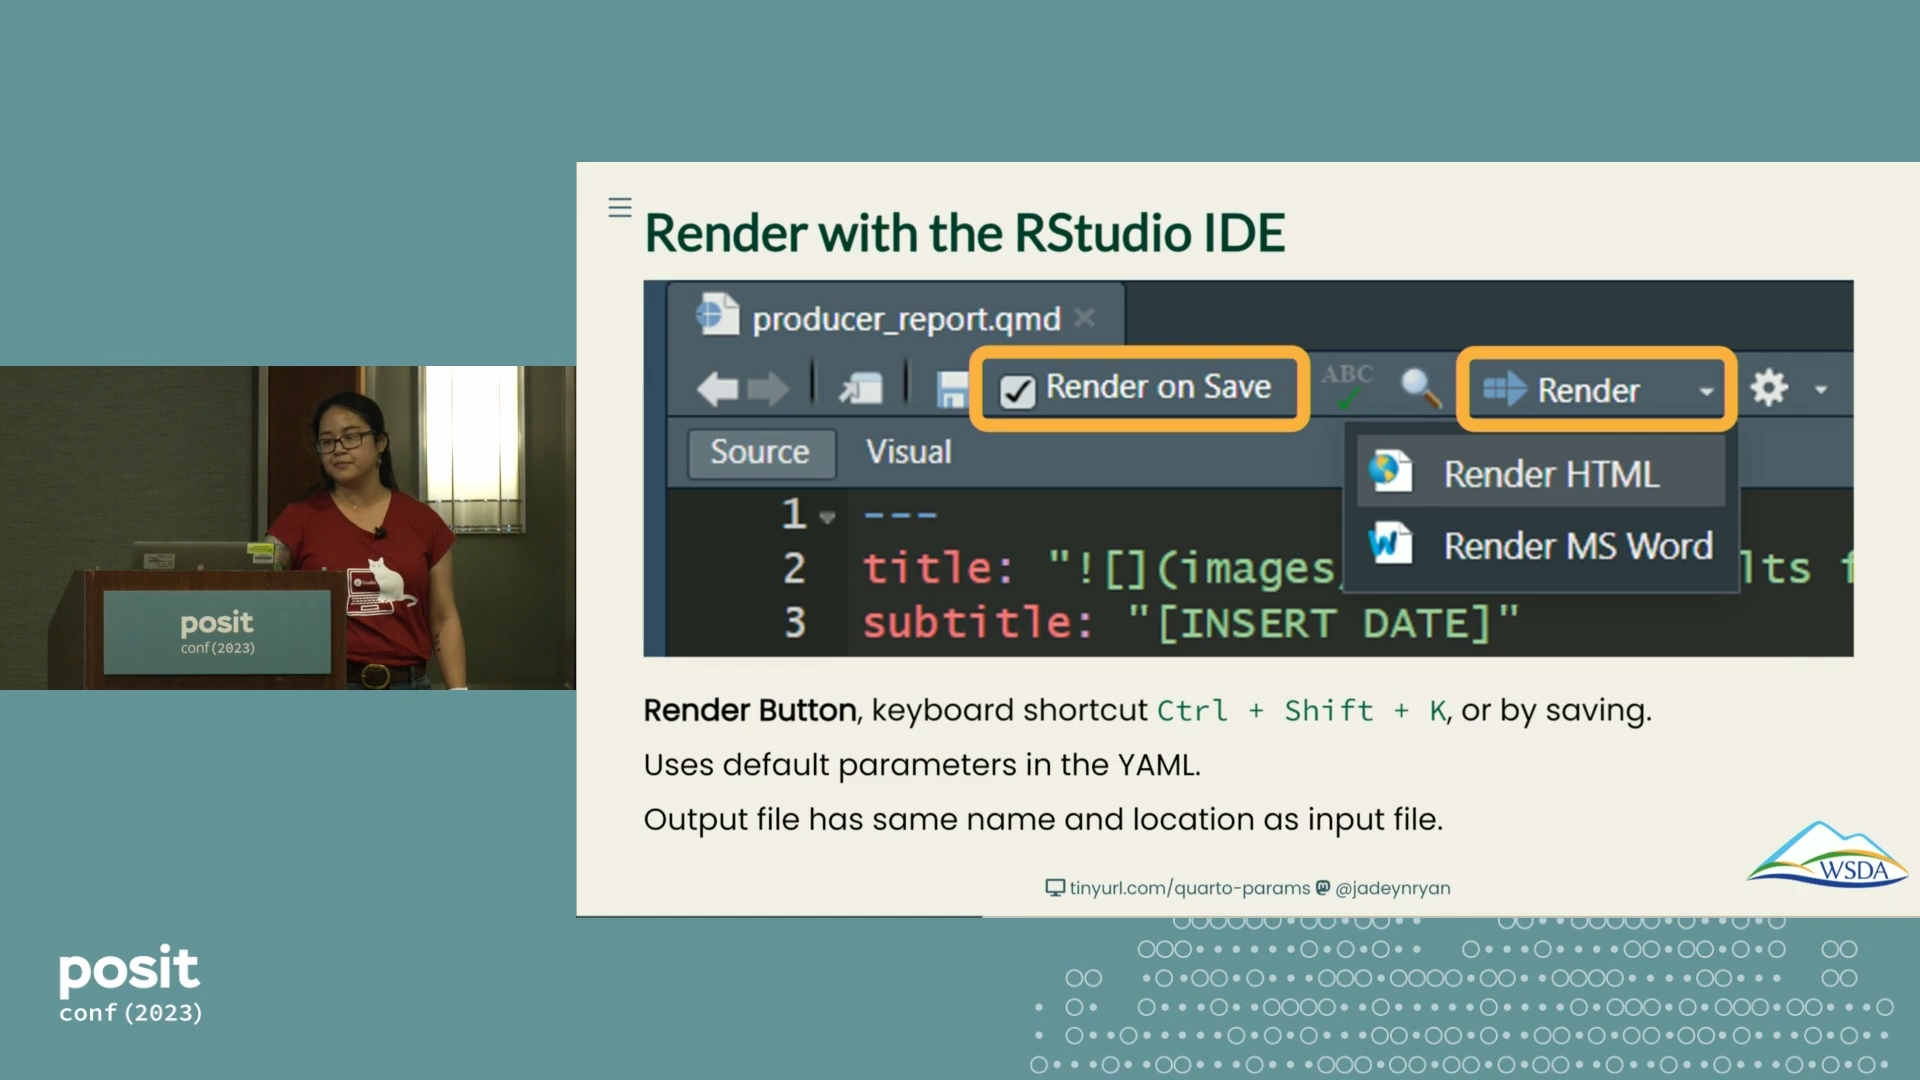 Render with the RStudio IDE
producer_report.qmd
Render on Save
ABC
Render
Source
Visual
Render HTML
Render MS Word
1
---
2
title: "![](images
lts f
3
subtitle: "[INSERT DATE]"
Render Button, keyboard shortcut Ctrl + Shift + K, or by saving.
Uses default parameters in the YAML.
Output file has same name and location as input file.
tinyurl.com/quarto-params @jadeynryan
WSDA
posit
conf(2023)
posit
conf(2023)